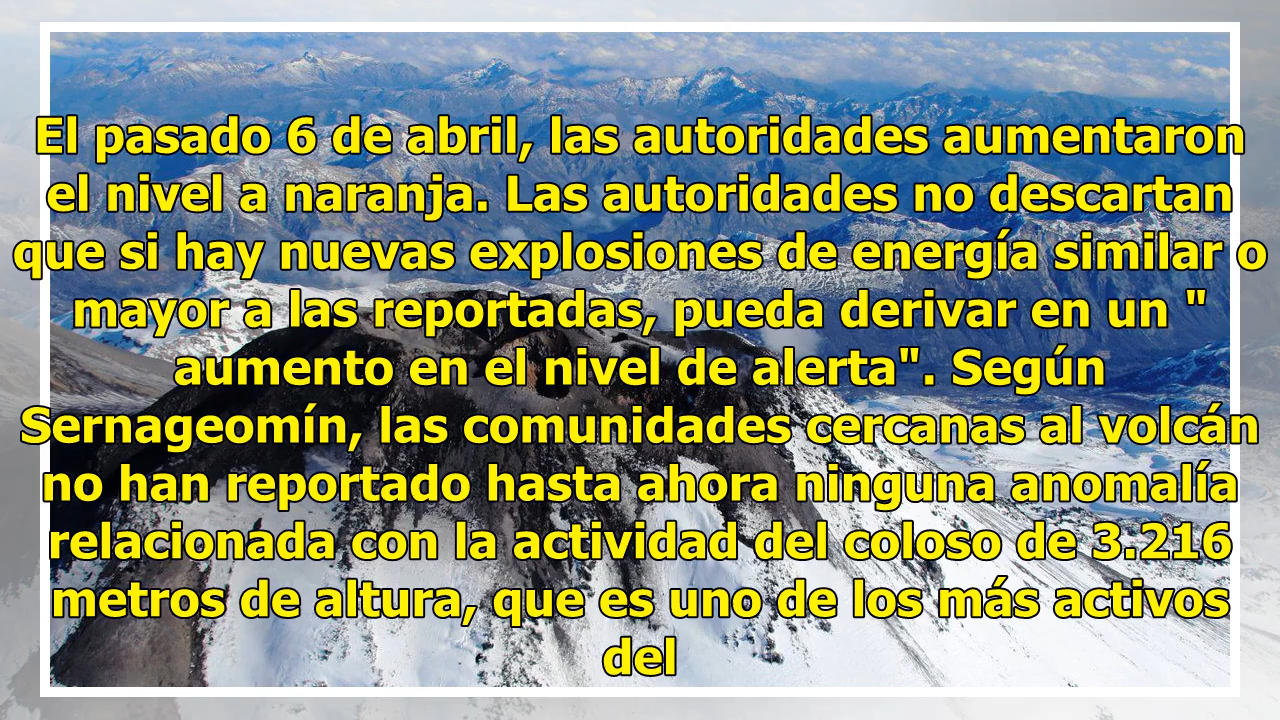 El pasado 6 de abril, las autoridades aumentaron
el nivel a naranja. Las autoridades no descartan
que si hay nuevas explosiones de energía similar o
mayor a las reportadas, pueda derivar en un "
aumento en el nivel de alerta". Según
Sernageomín, las comunidades cercanas al volcán
no han reportado hasta ahora ninguna anomalía
relacionada con la actividad del coloso de 3.216
metros de altura, que es uno de los más activos
del